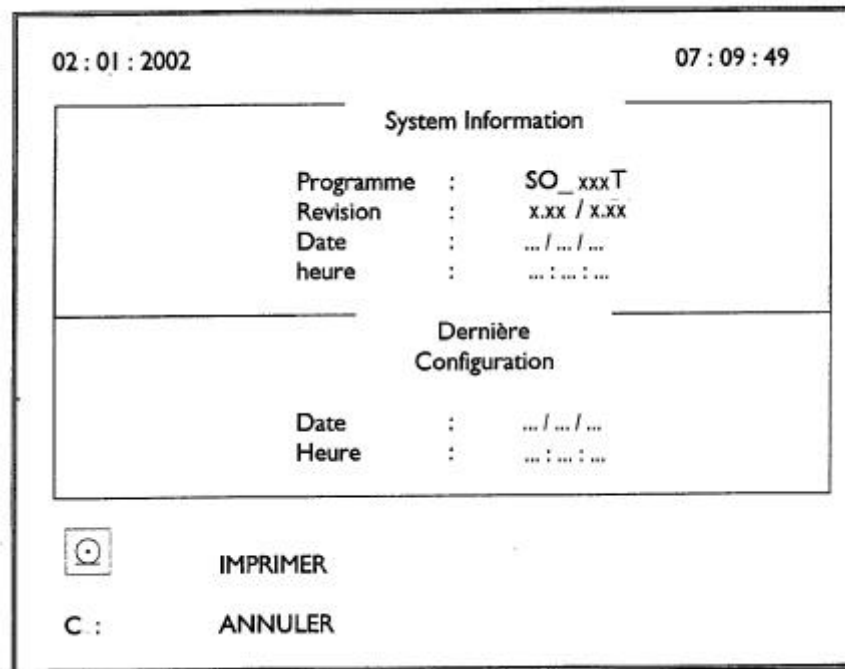 02 : 01 : 2002 07 : 09 : 49
System Information
Programme : SO_ xxxT
Revision : x.xx / x.xx
Date : ... / ... / ...
heure : ... : ... : ...
Dernière
Configuration
Date : ... / ... / ...
Heure : ... : ... : ...
IMPRIMER
C : ANNULER